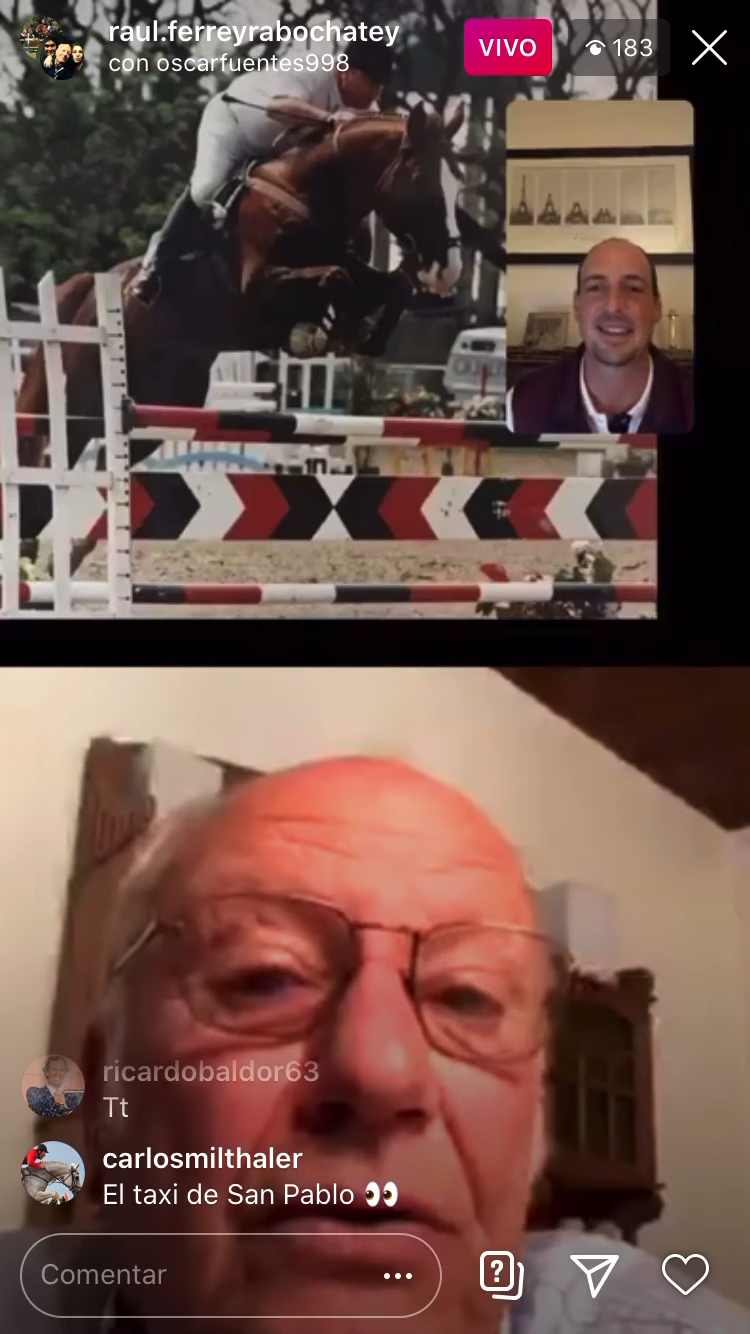 raul.ferreyrabochatey
con oscarfuentes998
VIVO
183
ricardobaldor63
Tt
carlosmilthaler
El taxi de San Pablo 👀
Comentar